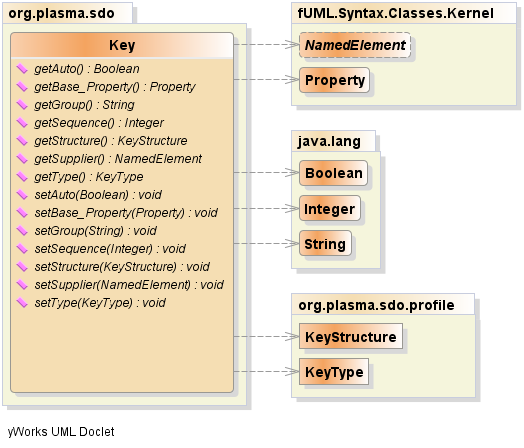 org.plasma.sdo
Key
getAuto() : Boolean
getBase_Property() : Property
getGroup() : String
getSequence() : Integer
getStructure() : KeyStructure
getSupplier() : NamedElement
getType() : KeyType
setAuto(Boolean) : void
setBase_Property(Property) : void
setGroup(String) : void
setSequence(Integer) : void
setStructure(KeyStructure) : void
setSupplier(NamedElement) : void
setType(KeyType) : void
fUML.Syntax.Classes.Kernel
NamedElement
Property
java.lang
Boolean
Integer
String
org.plasma.sdo.profile
KeyStructure
KeyType
yWorks UML Doclet